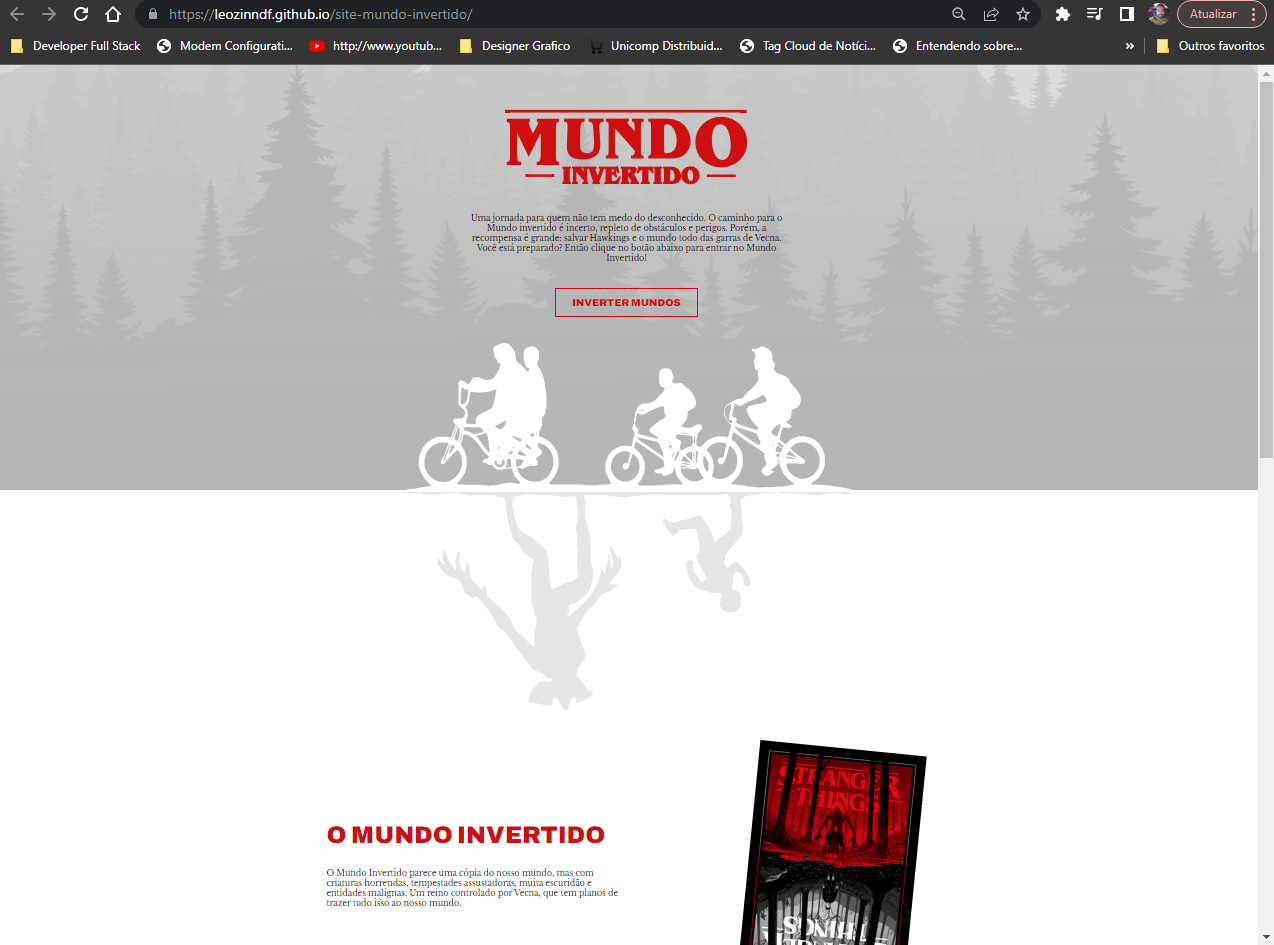 https://leozinndf.github.io/site-mundo-invertido/
Atualizar
Developer Full Stack
Modem Configurati...
http://www.youtub...
Designer Grafico
Unicomp Distribuid...
Tag Cloud de Notíci...
Entendendo sobre...
»
Outros favoritos
MUNDO
INVERTIDO
Uma jornada para quem não tem medo do desconhecido. O caminho para o
Mundo invertido é incerto, repleto de obstáculos e perigos. Porém, a
recompensa é grande: salvar Hawkings e o mundo todo das garras de Vecna.
Você está preparado? Então clique no botão abaixo para entrar no Mundo
Invertido!
INVERTER MUNDOS
O MUNDO INVERTIDO
O Mundo Invertido parece uma cópia do nosso mundo, mas com
criaturas horrendas, tempestades assustadoras, muita escuridão e
entidades malignas. Um reino controlado por Vecna, que tem planos de
trazer tudo isso ao nosso mundo.
STRANGER
THINGS